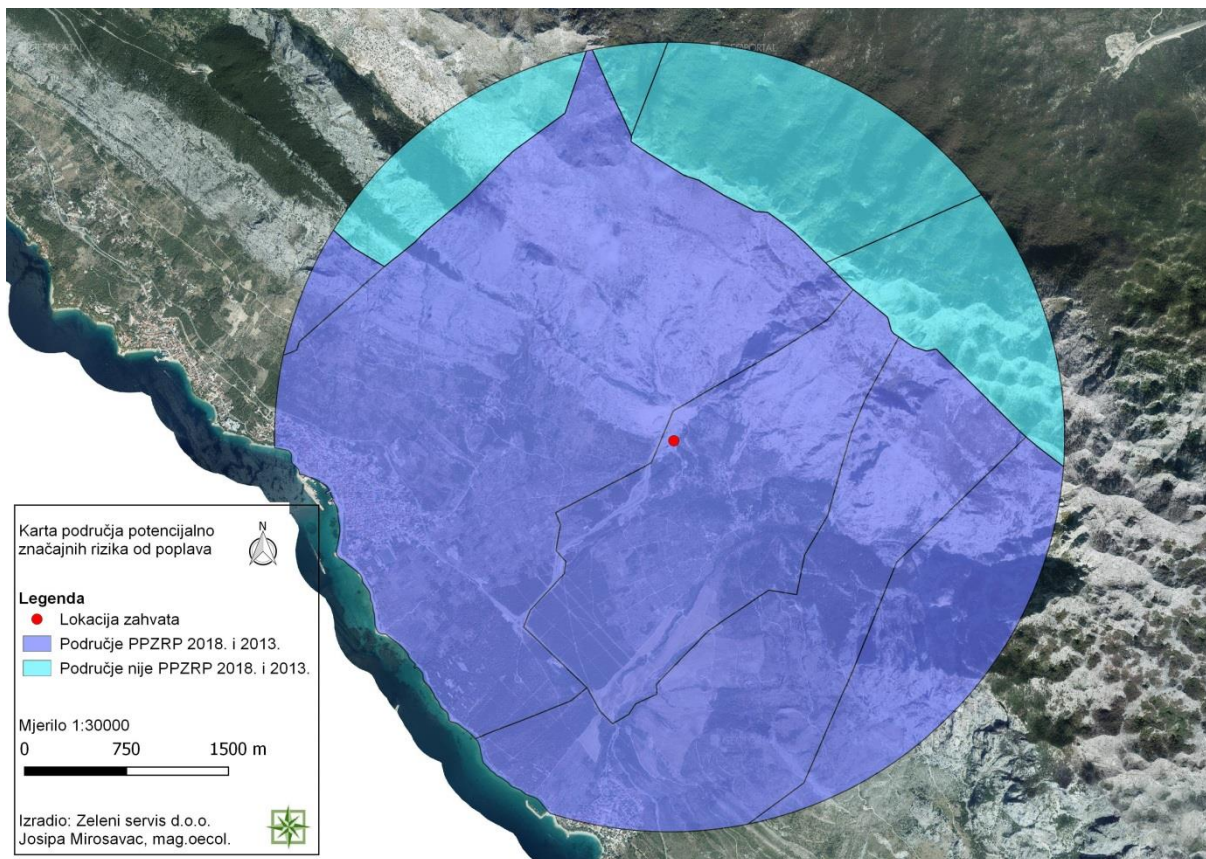 Karta područja potencijalno
značajnih rizika od poplava
N
Legenda
Lokacija zahvata
Područje PPZRP 2018. i 2013.
Područje nije PPZRP 2018. i 2013.
Mjerilo 1:30000
0 750 1500 m
Izradio: Zeleni servis d.o.o.
Josipa Mirosavac, mag.oecol.